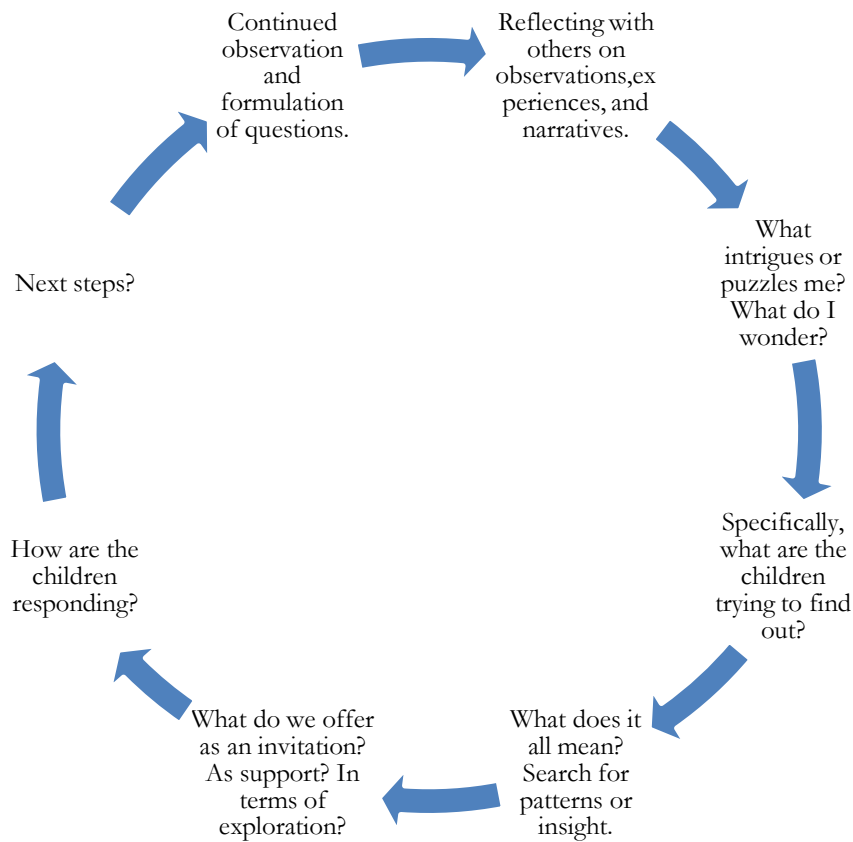 Continued
observation
and
formulation
of questions.
Reflecting with
others on
observations,ex
periences, and
narratives.
What
intrigues or
puzzles me?
What do I
wonder?
Specifically,
what are the
children
trying to find
out?
What does it
all mean?
Search for
patterns or
insight.
What do we offer
as an invitation?
As support? In
terms of
exploration?
How are the
children
responding?
Next steps?